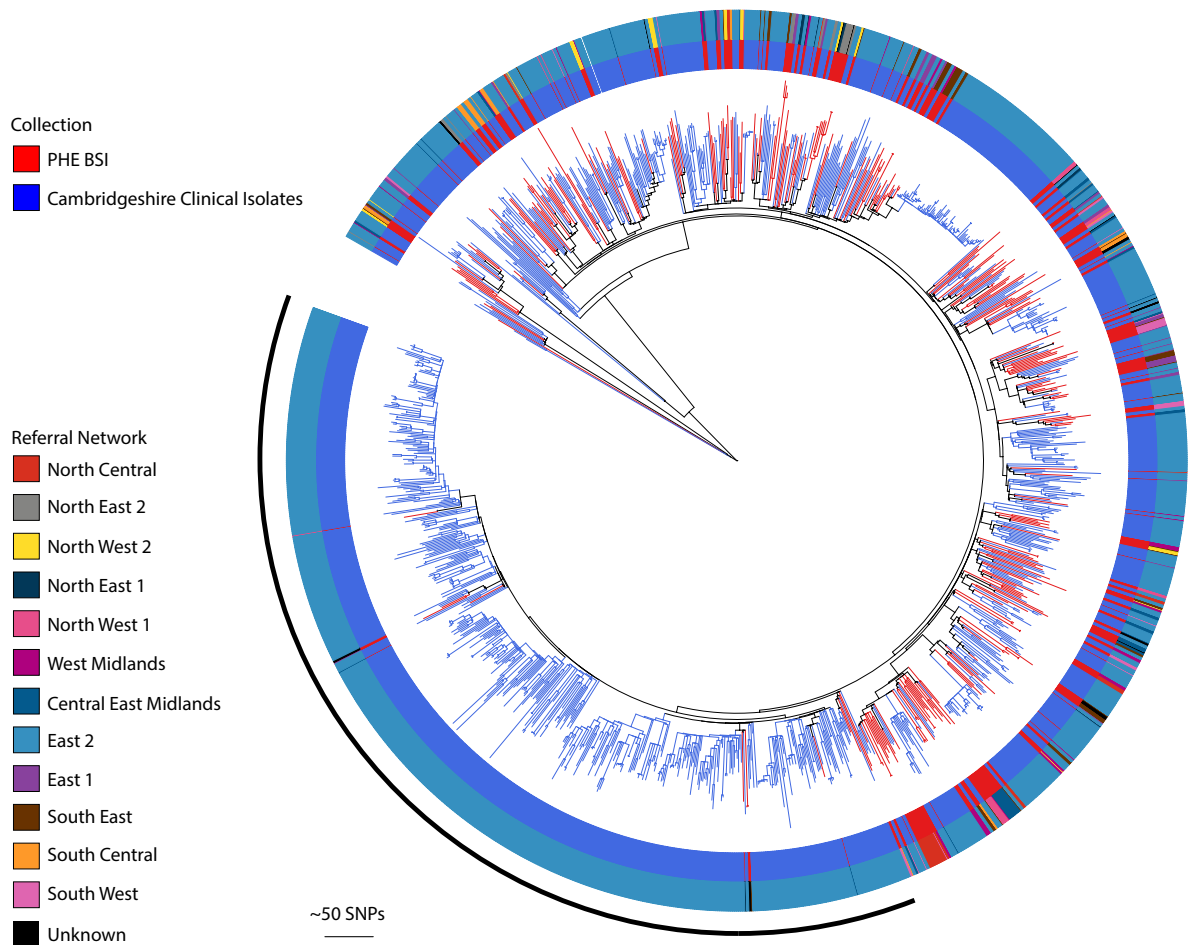 Collection
PHE BSI
Cambridgeshire Clinical Isolates
Referral Network
North Central
North East 2
North West 2
North East 1
North West 1
West Midlands
Central East Midlands
East 2
East 1
South East
South Central
South West
Unknown
~50 SNPs